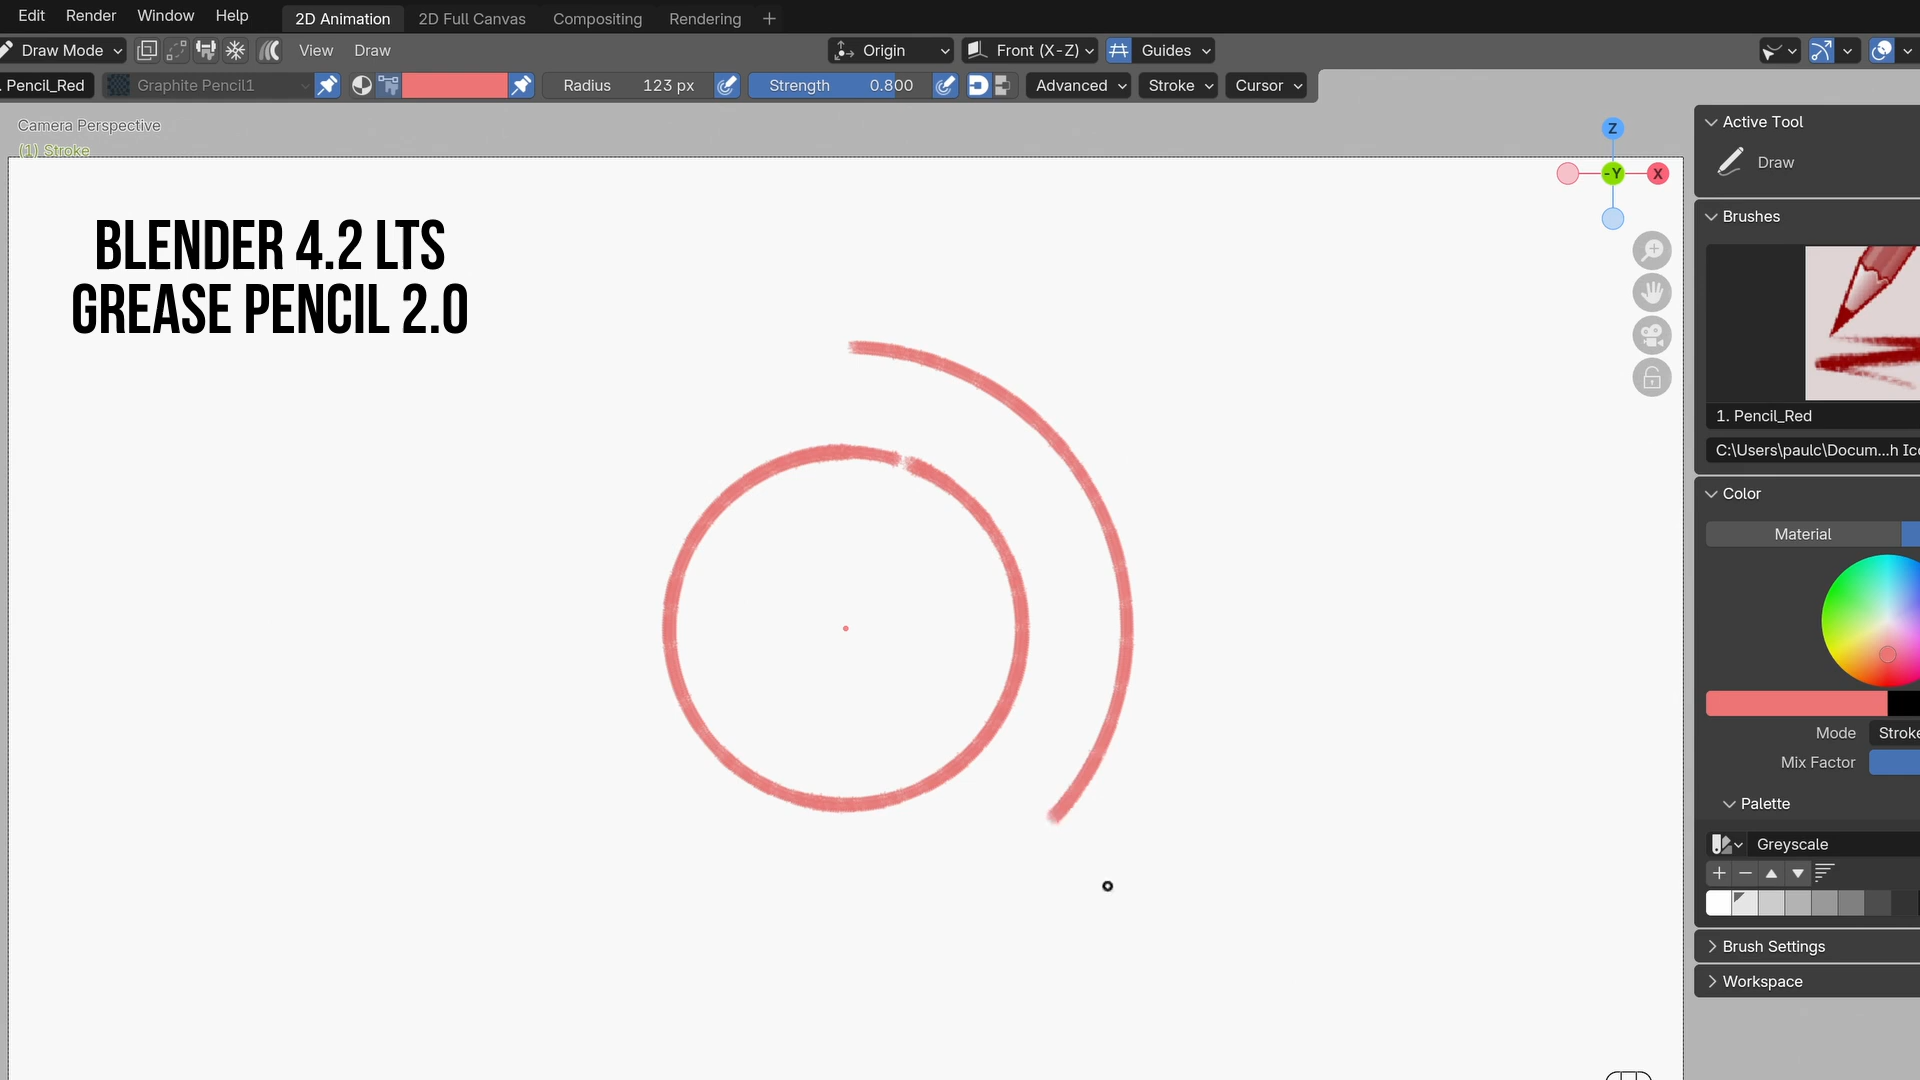 Edit Render Window Help 2D Animation 2D Full Canvas Compositing Rendering +
Draw Mode View Draw Origin Front (X-Z) Guides
. Pencil_Red Graphite Pencil1 Radius 123 px Strength 0.800 Advanced Stroke Cursor
Camera Perspective
(1) Stroke
Z
-Y
X
BLENDER 4.2 LTS
GREASE PENCIL 2.0
Active Tool
Draw
Brushes
1. Pencil_Red
C:\Users\paulc\Docum...h Ico
Color
Material
Mode Stroke
Mix Factor
Palette
Greyscale
Brush Settings
Workspace